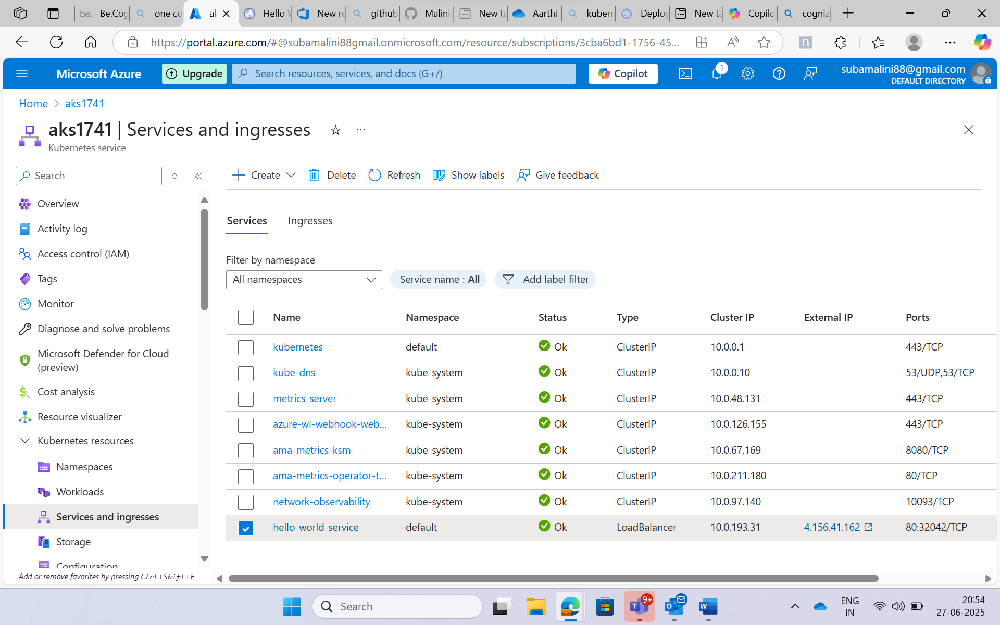 be. Be.Cog
one co
ak
Hello W
New re
github
Malini4
New ta
Aarthi
kubern
Deploy
New ta
Copilo
cogniz
https://portal.azure.com/#@subamalini88gmail.onmicrosoft.com/resource/subscriptions/3cba6bd1-1756-45...
Microsoft Azure
Upgrade
Search resources, services, and docs (G+/)
Copilot
1
subamalini88@gmail.com
DEFAULT DIRECTORY
Home > aks1741
aks1741 | Services and ingresses
Kubernetes service
Search
Overview
Activity log
Access control (IAM)
Tags
Monitor
Diagnose and solve problems
Microsoft Defender for Cloud
(preview)
Cost analysis
Resource visualizer
Kubernetes resources
Namespaces
Workloads
Services and ingresses
Storage
Configuration
Add or remove favorites by pressing Ctrl+Shift+F
Create Delete Refresh Show labels Give feedback
Services Ingresses
Filter by namespace
All namespaces Service name : All Add label filter
Name Namespace Status Type Cluster IP External IP Ports
kubernetes default Ok ClusterIP 10.0.0.1 443/TCP
kube-dns kube-system Ok ClusterIP 10.0.0.10 53/UDP,53/TCP
metrics-server kube-system Ok ClusterIP 10.0.48.131 443/TCP
azure-wi-webhook-web... kube-system Ok ClusterIP 10.0.126.155 443/TCP
ama-metrics-ksm kube-system Ok ClusterIP 10.0.67.169 8080/TCP
ama-metrics-operator-t... kube-system Ok ClusterIP 10.0.211.180 80/TCP
network-observability kube-system Ok ClusterIP 10.0.97.140 10093/TCP
hello-world-service default Ok LoadBalancer 10.0.193.31 4.156.41.162 80:32042/TCP
Search
9+
ENG
IN
20:54
27-06-2025